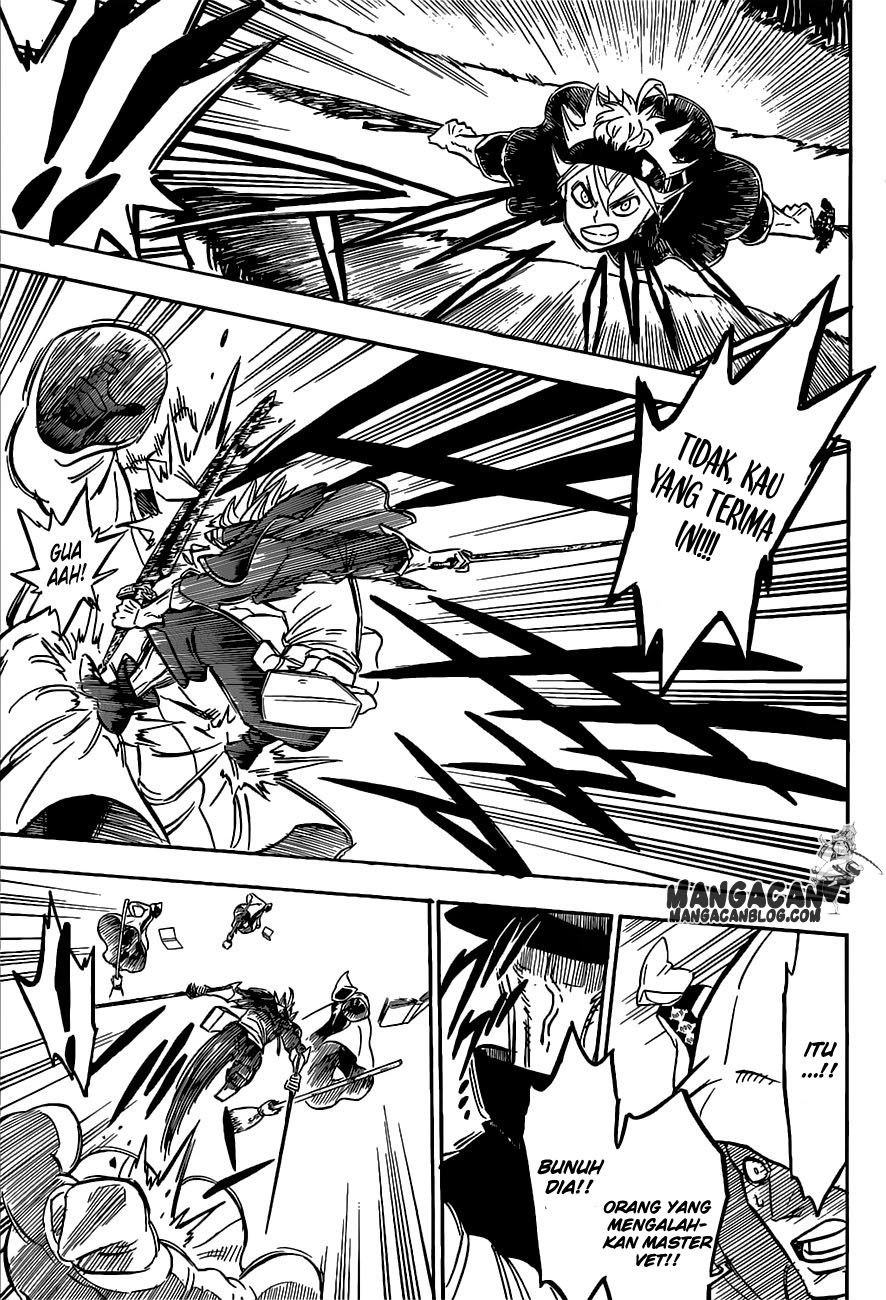 TIDAK, KAU
YANG TERIMA
INI!!!!
GUA
AAH!
ITU
...!!
BUNUH
DIA!!
ORANG YANG
MENGALAH-
KAN MASTER
VET!!
MANGACAN
MANGACANBLOG.COM